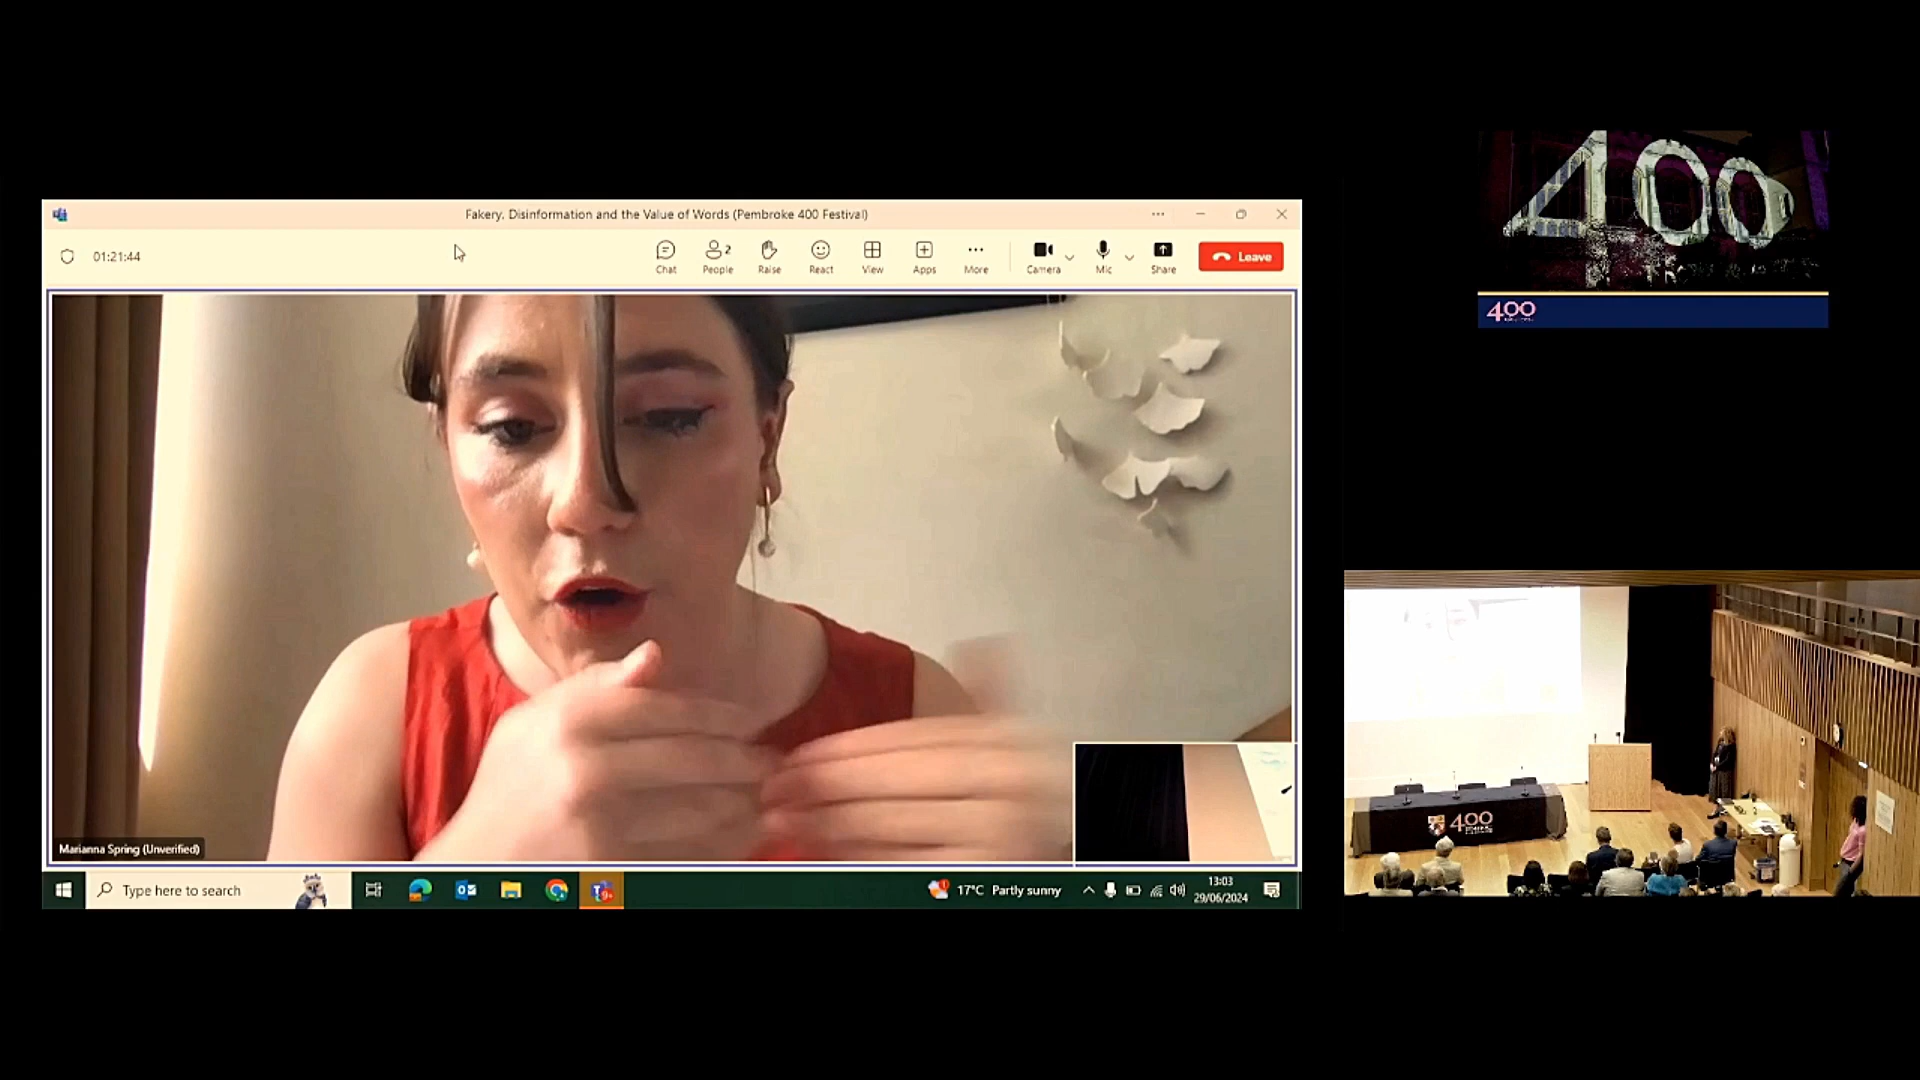 Fakery, Disinformation and the Value of Words (Pembroke 400 Festival)
01:21:44
Chat
People 2
Raise
React
View
Apps
More
Camera
Mic
Share
Leave
Marianna Spring (Unverified)
Type here to search
17°C Partly sunny
13:03
29/06/2024
400
400
400